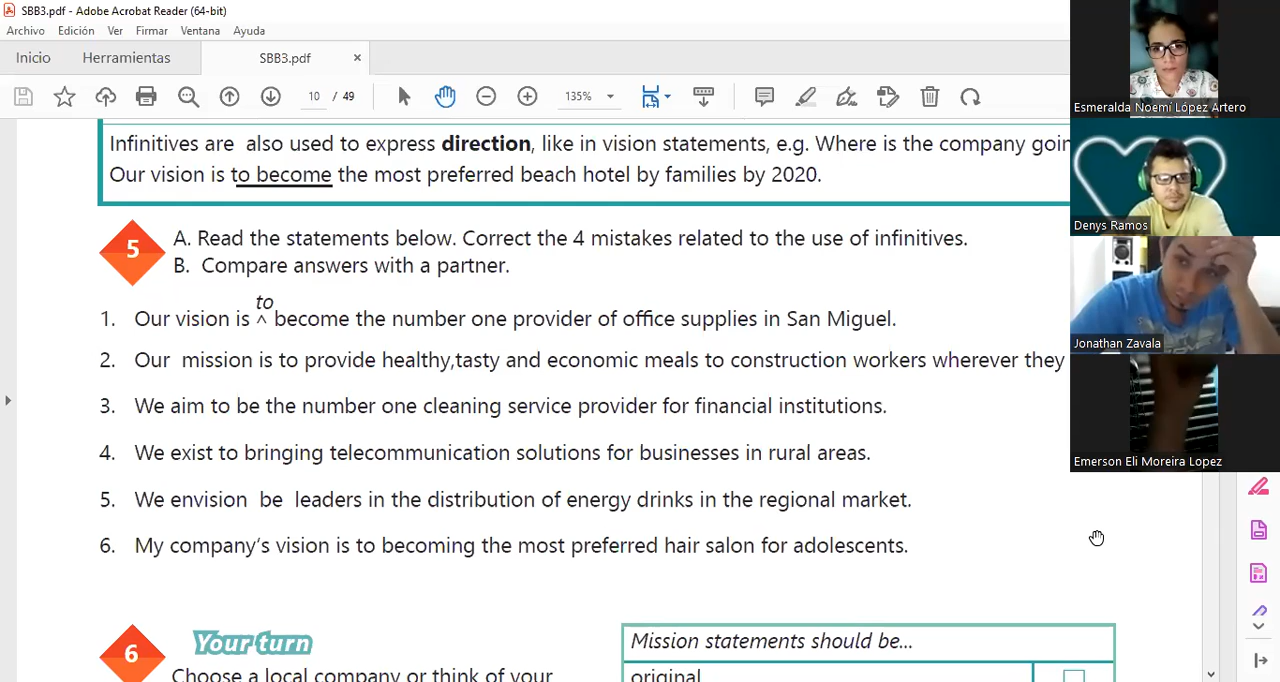 SBB3.pdf - Adobe Acrobat Reader (64-bit)
Archivo Edición Ver Firmar Ventana Ayuda
Inicio Herramientas SBB3.pdf ×
10 / 49 135%
Infinitives are also used to express direction, like in vision statements, e.g. Where is the company goin
Our vision is to become the most preferred beach hotel by families by 2020.
5
A. Read the statements below. Correct the 4 mistakes related to the use of infinitives.
B. Compare answers with a partner.
to
1. Our vision is ^ become the number one provider of office supplies in San Miguel.
2. Our mission is to provide healthy,tasty and economic meals to construction workers wherever they
3. We aim to be the number one cleaning service provider for financial institutions.
4. We exist to bringing telecommunication solutions for businesses in rural areas.
5. We envision be leaders in the distribution of energy drinks in the regional market.
6. My company's vision is to becoming the most preferred hair salon for adolescents.
6
Your turn
Choose a local company or think of your
Mission statements should be...
original
Esmeralda Noemí López Artero
Denys Ramos
Jonathan Zavala
Emerson Eli Moreira Lopez